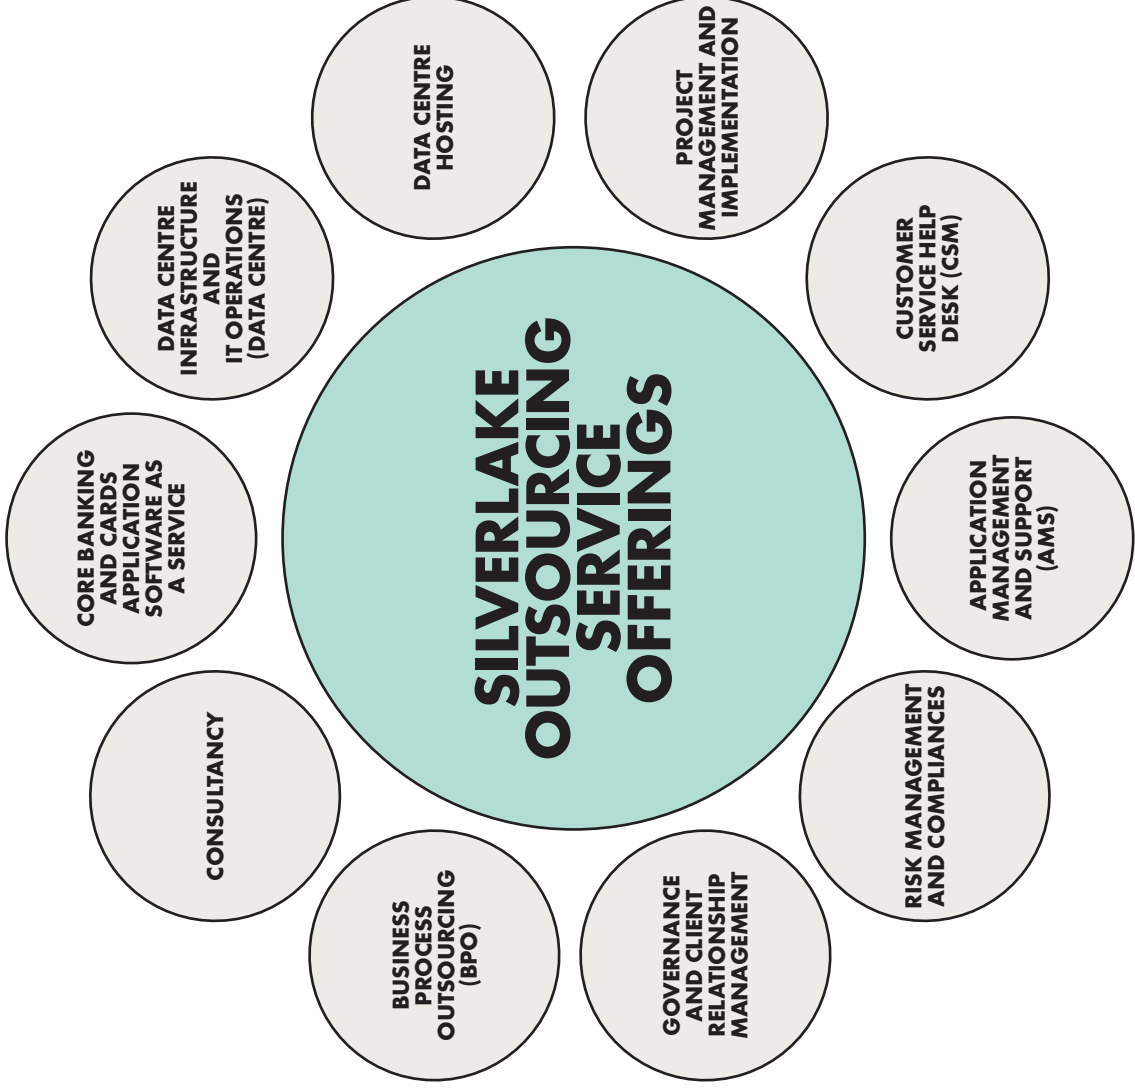 SILVERLAKE
OUTSOURCING
SERVICE
OFFERINGS
CORE BANKING
AND CARDS
APPLICATION
SOFTWARE AS
A SERVICE
DATA CENTRE
INFRASTRUCTURE
AND
IT OPERATIONS
(DATA CENTRE)
DATA CENTRE
HOSTING
PROJECT
MANAGEMENT AND
IMPLEMENTATION
CUSTOMER
SERVICE HELP
DESK (CSM)
APPLICATION
MANAGEMENT
AND SUPPORT
(AMS)
RISK MANAGEMENT
AND COMPLIANCES
GOVERNANCE
AND CLIENT
RELATIONSHIP
MANAGEMENT
BUSINESS
PROCESS
OUTSOURCING
(BPO)
CONSULTANCY